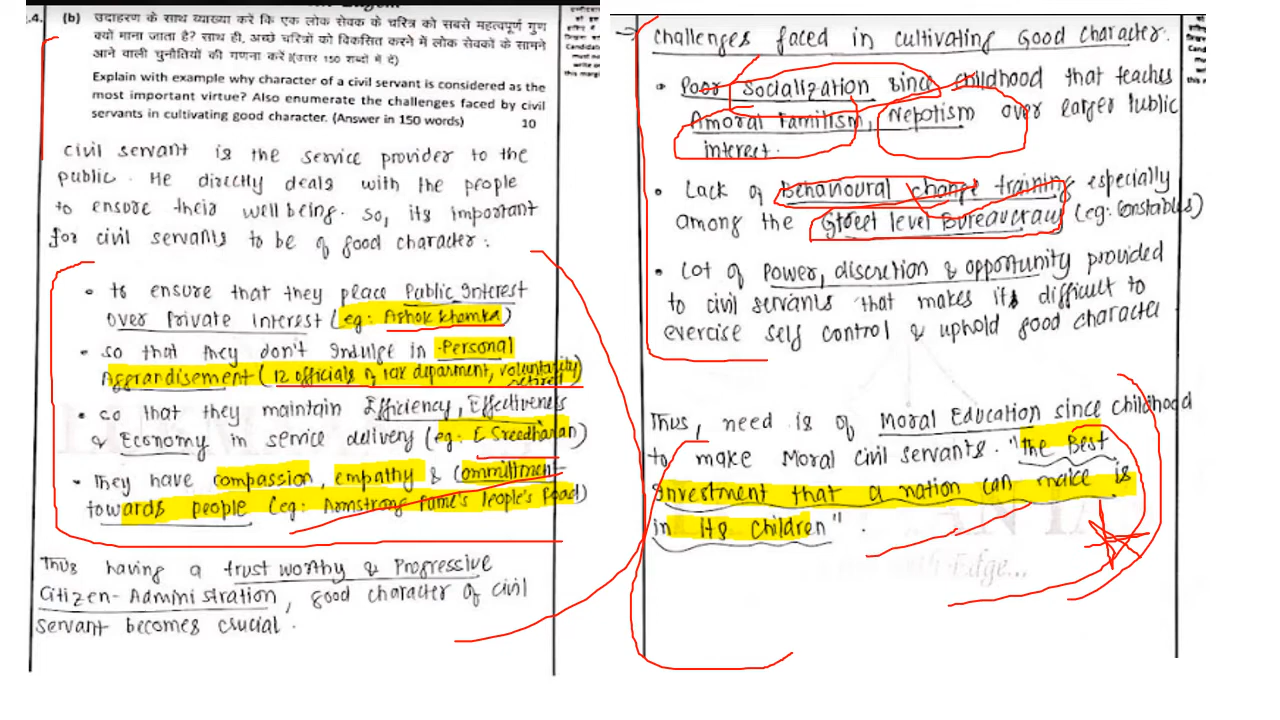 .4. (b) उदाहरण के साथ व्याख्या करें कि एक लोक सेवक के चरित्र को सबसे महत्वपूर्ण गुण
क्यों माना जाता है? साथ ही, अच्छे चरित्रों को विकसित करने में लोक सेवकों के सामने
आने वाली चुनौतियों की गणना करें।(उत्तर 150 शब्दों में दें)
Explain with example why character of a civil servant is considered as the
most important virtue? Also enumerate the challenges faced by civil
servants in cultivating good character. (Answer in 150 words) 10
Civil servant is the service provider to the
public. He directly deals with the people
to ensure their well being. So, its important
for civil servants to be of good character:
• to ensure that they place Public Interest
over Private Interest (eg: Ashok Khemka)
• so that they don't indulge in Personal
Aggrandisement (12 officials of tax department, voluntarily
retired)
• so that they maintain Efficiency, Effectiveness
& Economy in service delivery (eg: E Sreedharan)
• They have compassion, empathy & committment
towards people (eg: Armstrong Pame's People's Road)
Thus having a trust worthy & Progressive
Citizen-Administration, good character of civil
servant becomes crucial.
→ Challenges faced in cultivating Good Character.
• Poor Socialization since childhood that teaches
Amoral Familism, Nepotism over larger Public
interest.
• Lack of Behavioural change training especially
among the Street level Bureaucracy (eg: Constables)
• Lot of Power, discretion & opportunity provided
to civil servants that makes its difficult to
exercise self control & uphold good character
Thus, need is of Moral Education since childhood
to make Moral Civil Servants. "The Best
Investment that a nation can make is
in its children".